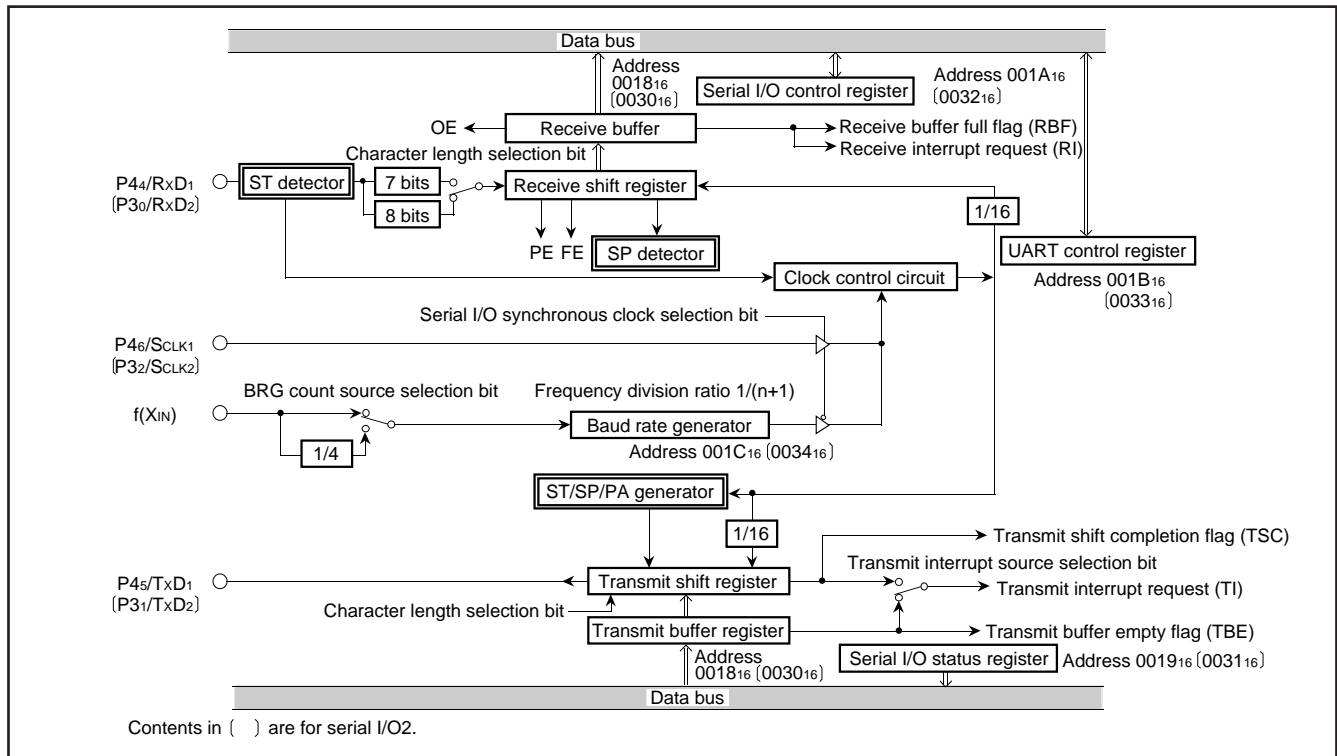 Data bus
Address
0018₁₆
(0030₁₆)
Serial I/O control register
Address 001A₁₆
(0032₁₆)
OE
Receive buffer
Receive buffer full flag (RBF)
Receive interrupt request (RI)
Character length selection bit
P4₄/RxD₁
(P3₀/RxD₂)
ST detector
7 bits
8 bits
Receive shift register
1/16
PE
FE
SP detector
UART control register
Address 001B₁₆
(0033₁₆)
Clock control circuit
Serial I/O synchronous clock selection bit
P4₆/SCLK1
(P3₂/SCLK2)
BRG count source selection bit
Frequency division ratio 1/(n+1)
f(XIN)
Baud rate generator
1/4
Address 001C₁₆ (0034₁₆)
ST/SP/PA generator
1/16
Transmit shift completion flag (TSC)
Transmit interrupt source selection bit
P4₅/TxD₁
(P3₁/TxD₂)
Transmit shift register
Transmit interrupt request (TI)
Character length selection bit
Transmit buffer register
Transmit buffer empty flag (TBE)
Address
0018₁₆ (0030₁₆)
Serial I/O status register
Address 0019₁₆ (0031₁₆)
Data bus
Contents in ( ) are for serial I/O2.